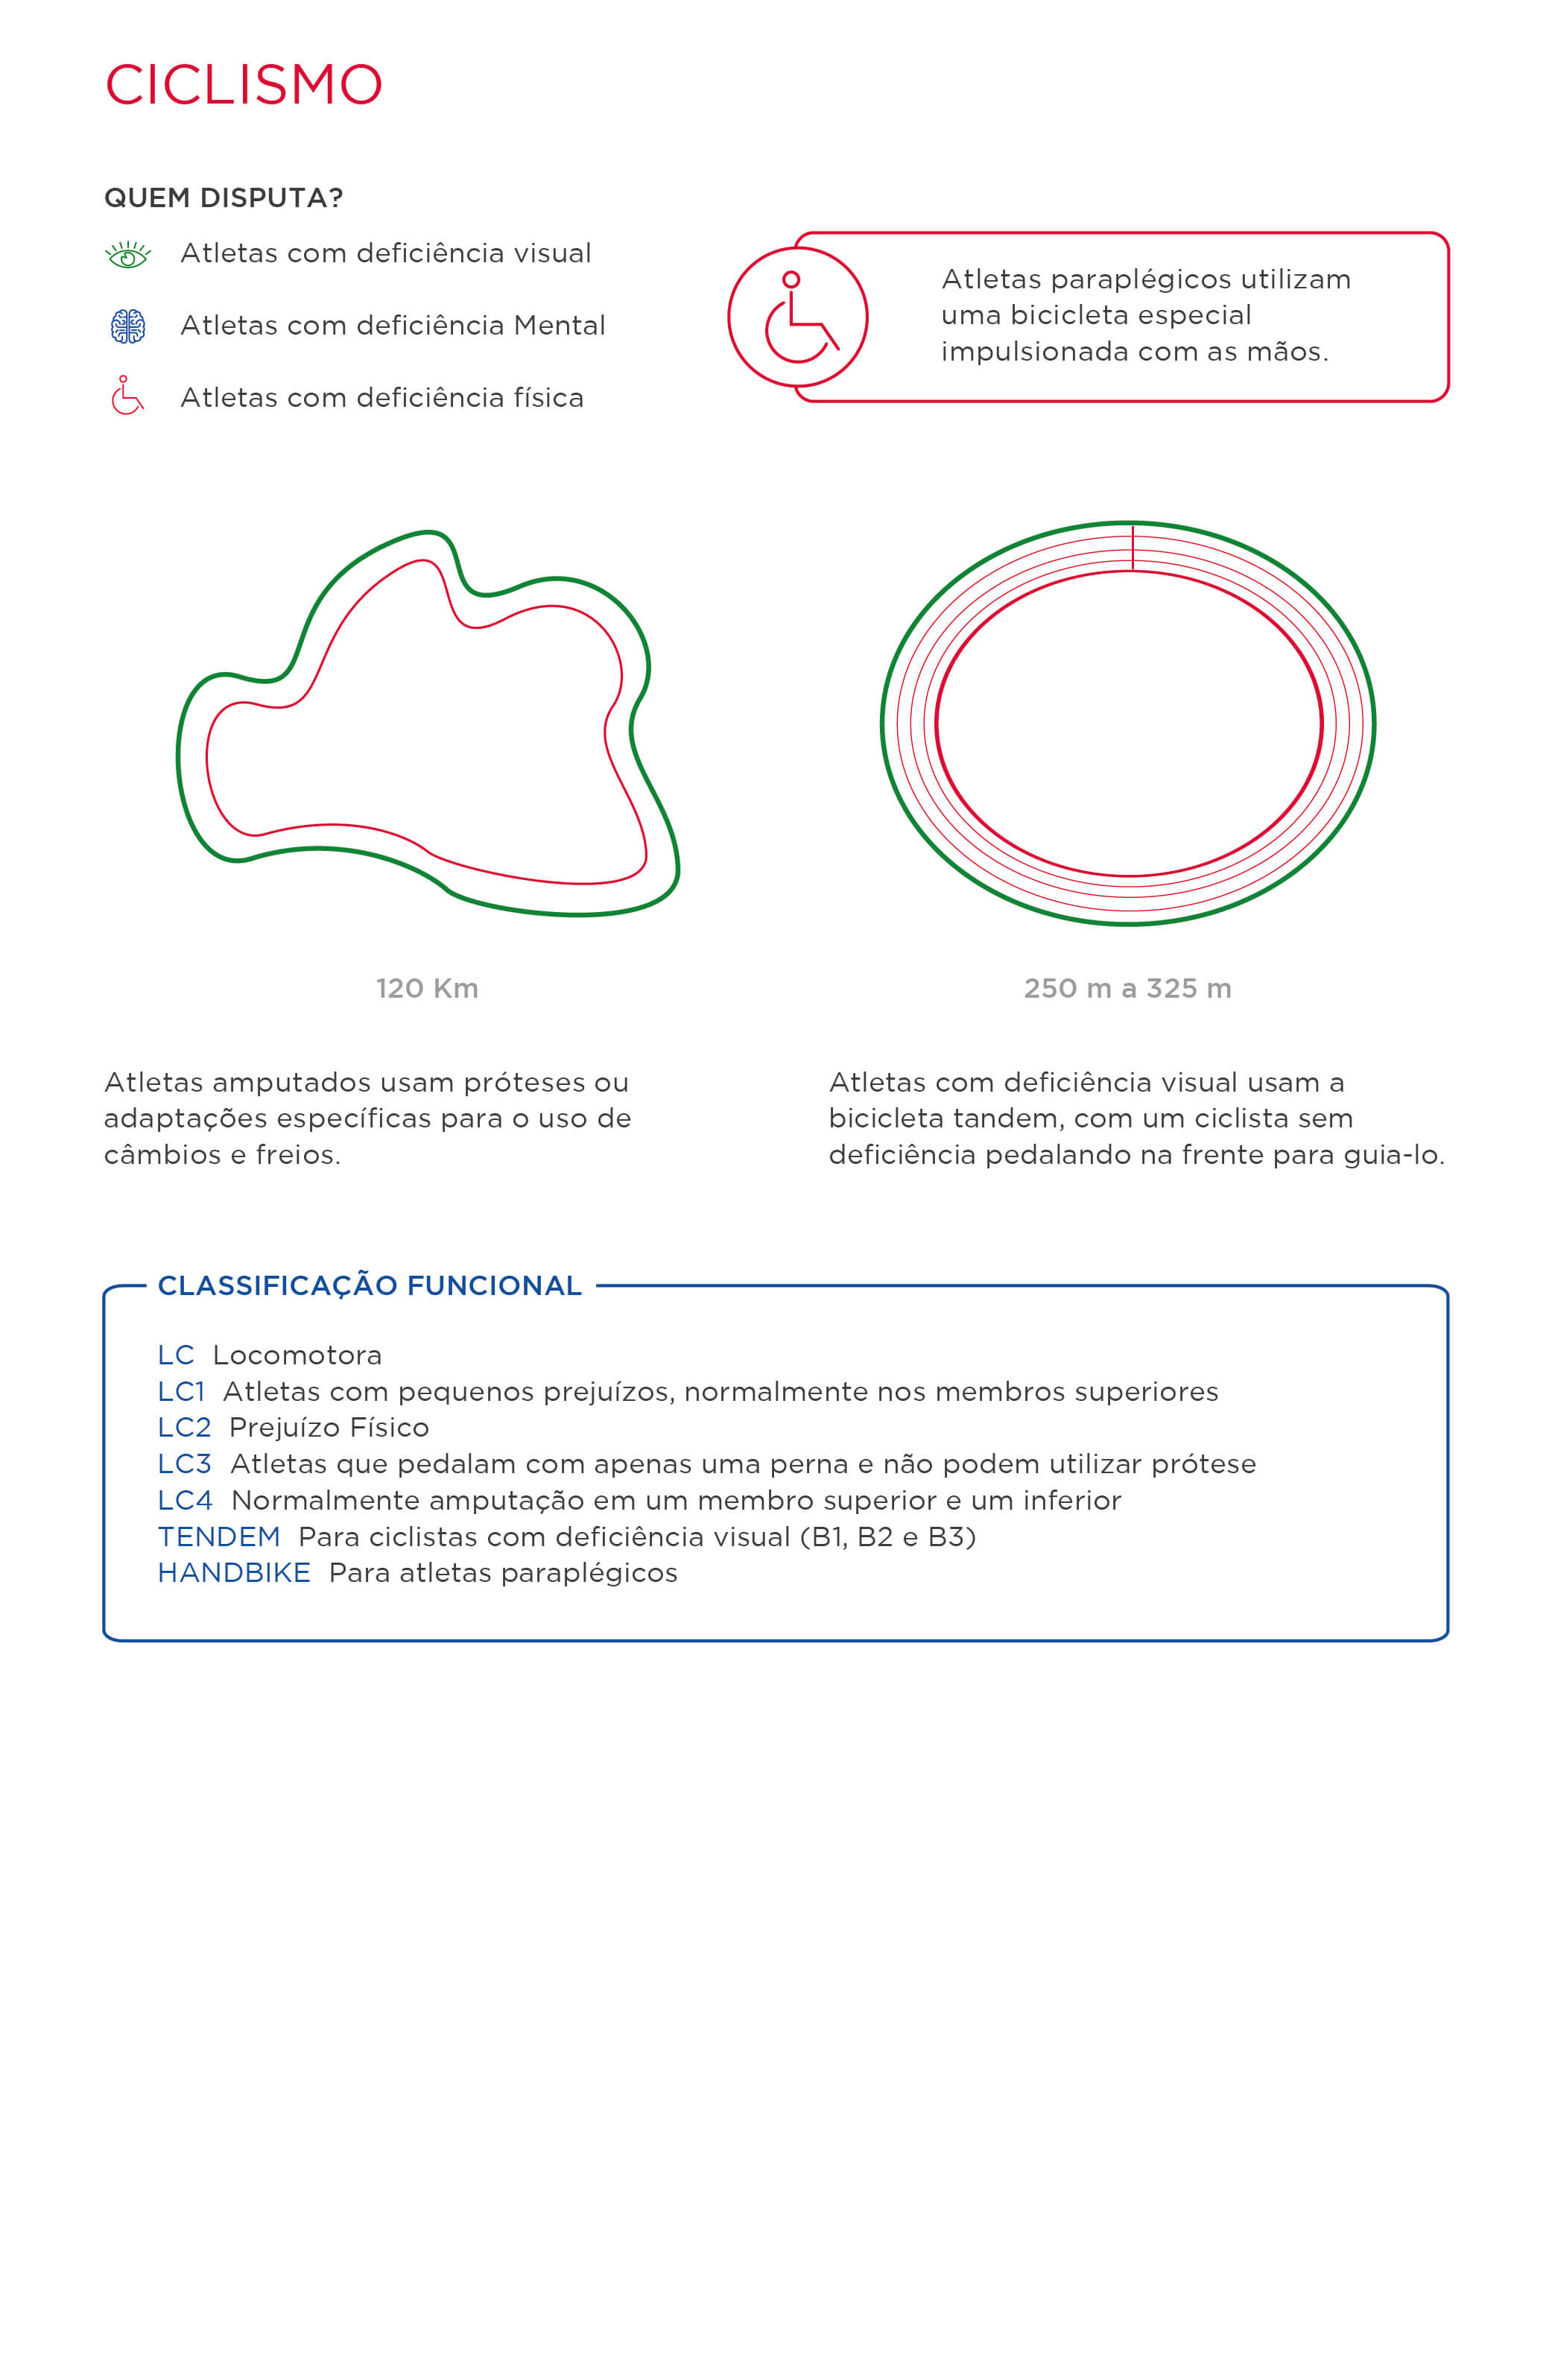 CICLISMO
QUEM DISPUTA?
Atletas com deficiência visual
Atletas com deficiência Mental
Atletas com deficiência física
Atletas paraplégicos utilizam
uma bicicleta especial
impulsionada com as mãos.
120 Km
250 m a 325 m
Atletas amputados usam próteses ou
adaptações específicas para o uso de
câmbios e freios.
Atletas com deficiência visual usam a
bicicleta tandem, com um ciclista sem
deficiência pedalando na frente para guia-lo.
CLASSIFICAÇÃO FUNCIONAL
LC Locomotora
LC1 Atletas com pequenos prejuízos, normalmente nos membros superiores
LC2 Prejuízo Físico
LC3 Atletas que pedalam com apenas uma perna e não podem utilizar prótese
LC4 Normalmente amputação em um membro superior e um inferior
TENDEM Para ciclistas com deficiência visual (B1, B2 e B3)
HANDBIKE Para atletas paraplégicos